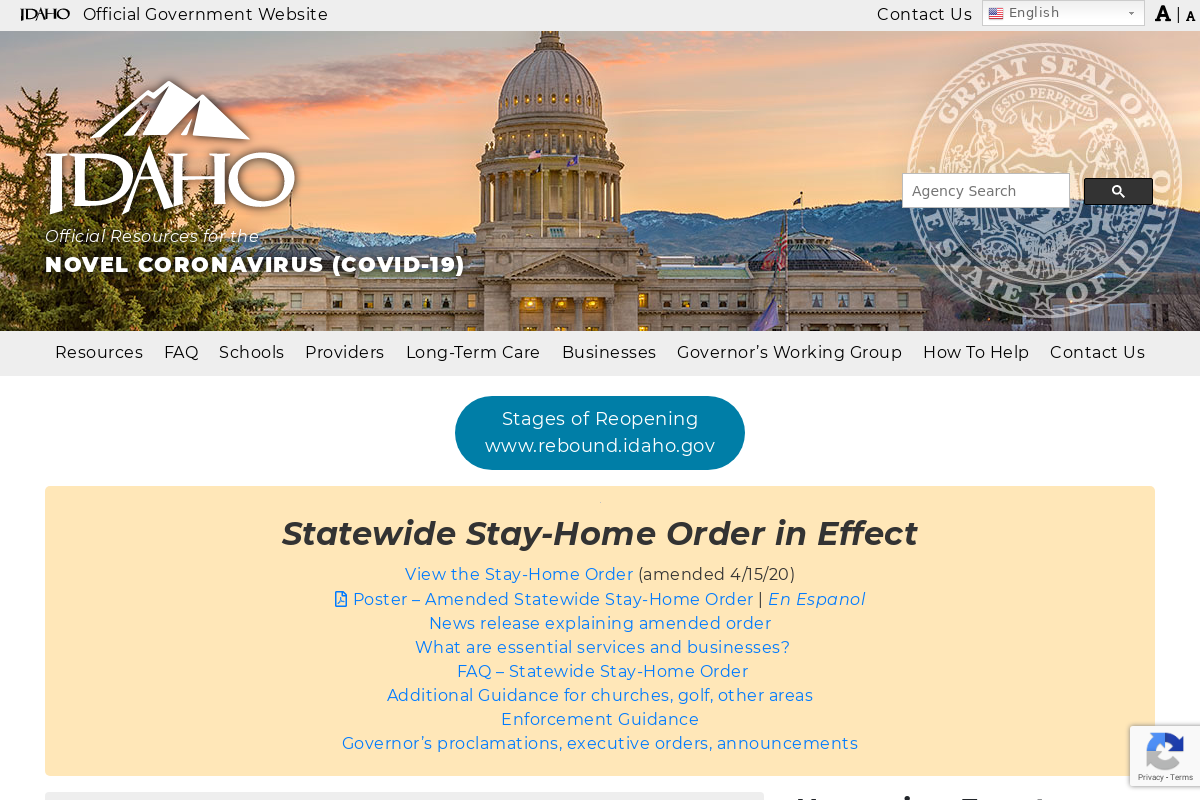 IDAHO Official Government Website
Contact Us
English
A | A
GREAT SEAL OF
ESTO PERPETUA
THE STATE OF IDAHO
IDAHO
Agency Search
Official Resources for the
NOVEL CORONAVIRUS (COVID-19)
Resources FAQ Schools Providers Long-Term Care Businesses Governor’s Working Group How To Help Contact Us
Stages of Reopening
www.rebound.idaho.gov
Statewide Stay-Home Order in Effect
View the Stay-Home Order (amended 4/15/20)
Poster – Amended Statewide Stay-Home Order | En Espanol
News release explaining amended order
What are essential services and businesses?
FAQ – Statewide Stay-Home Order
Additional Guidance for churches, golf, other areas
Enforcement Guidance
Governor’s proclamations, executive orders, announcements
Privacy - Terms